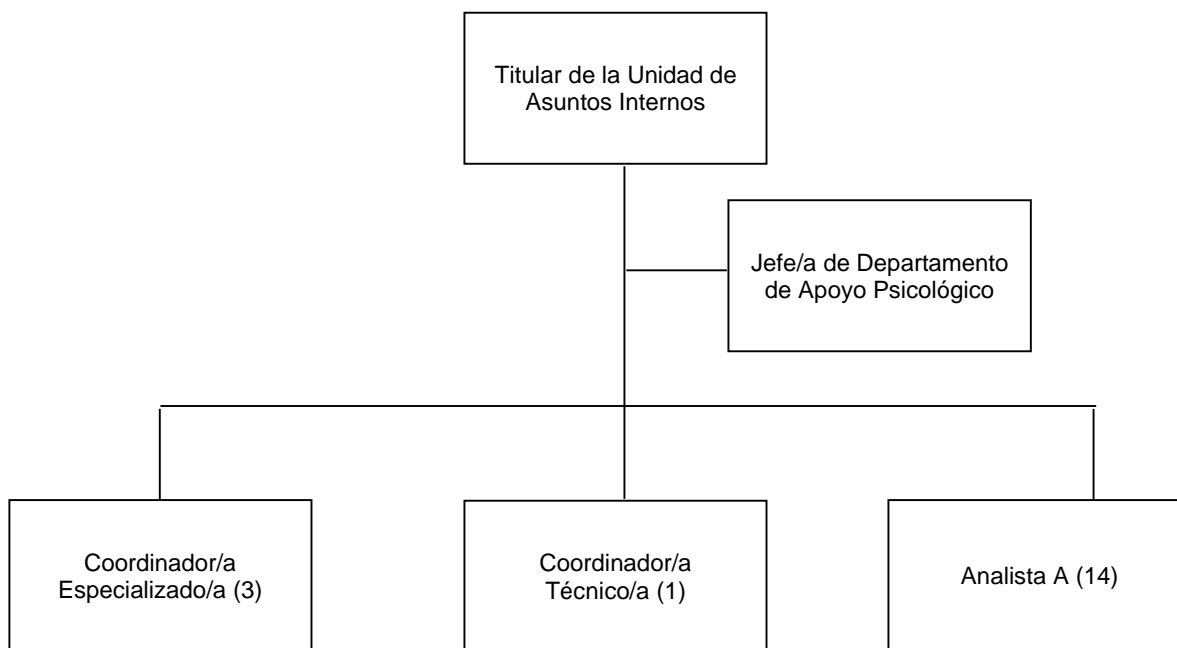 Titular de la Unidad de
Asuntos Internos
Jefe/a de Departamento
de Apoyo Psicológico
Coordinador/a
Especializado/a (3)
Coordinador/a
Técnico/a (1)
Analista A (14)